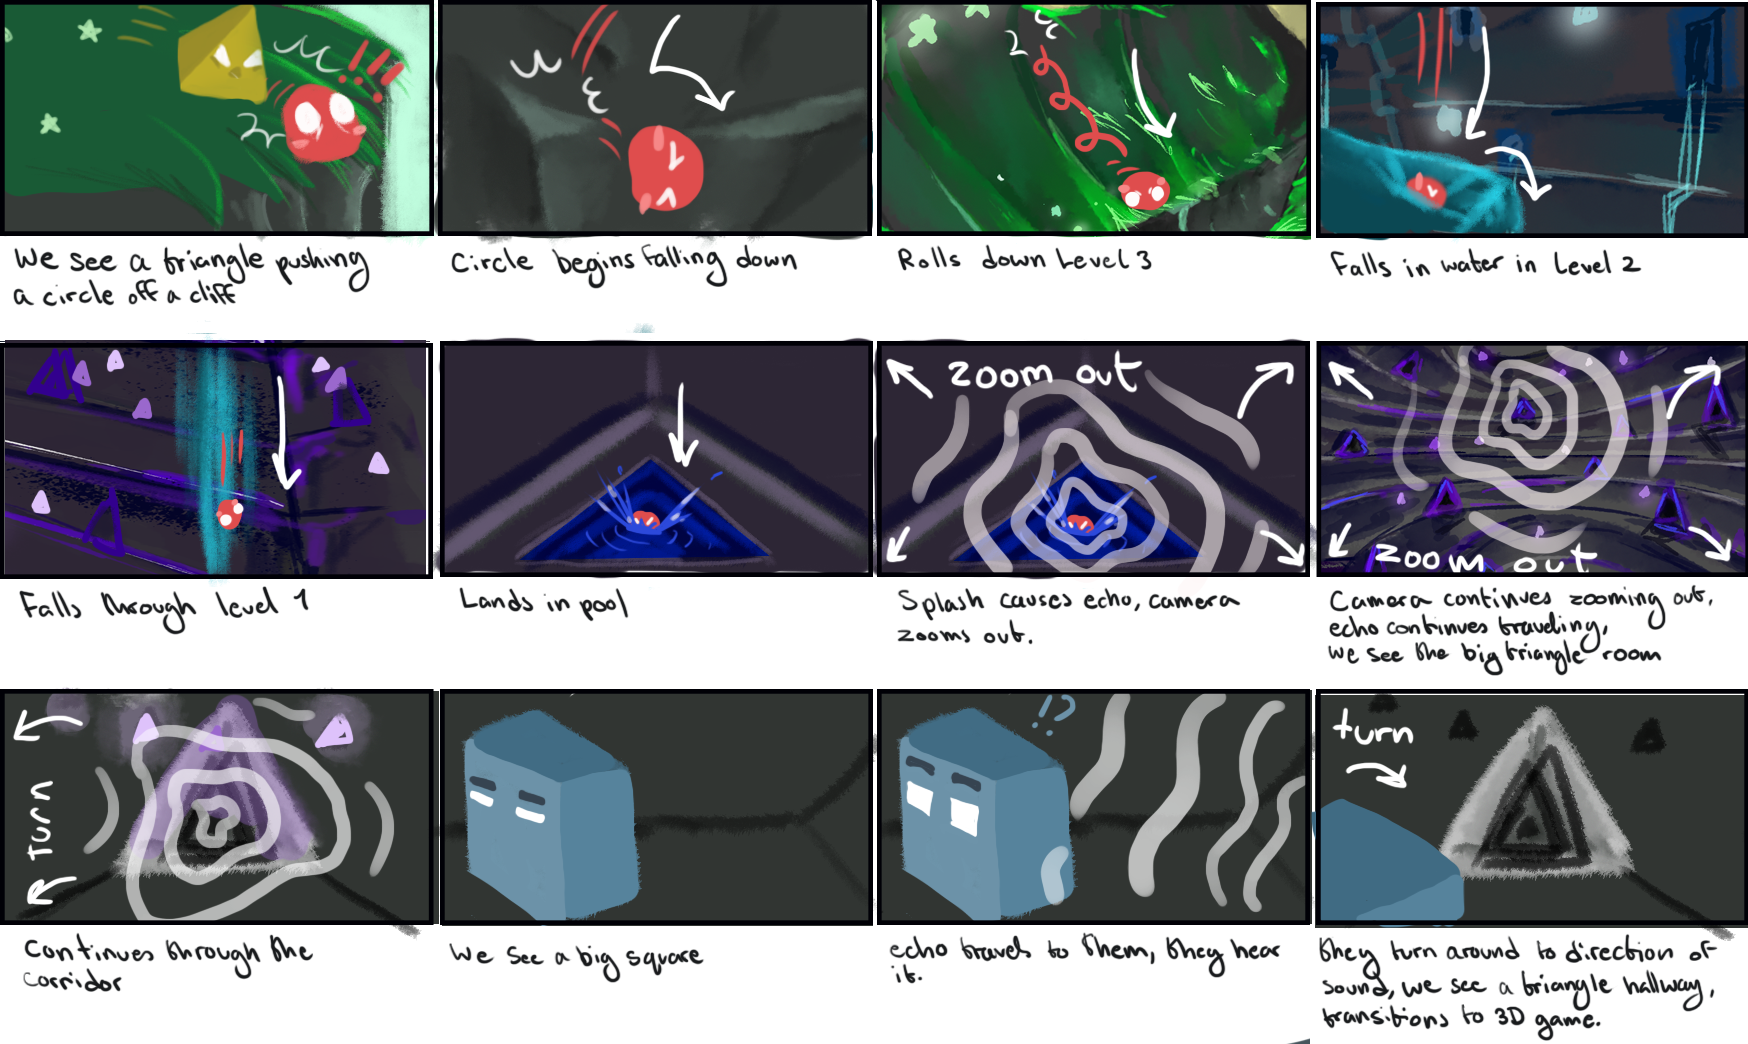 We see a triangle pushing
a circle off a cliff
Circle begins falling down
Rolls down Level 3
Falls in water in Level 2
Falls through level 1
Lands in pool
zoom out
Splash causes echo, camera
zooms out.
zoom out
Camera continues zooming out,
echo continues traveling,
we see the big triangle room
turn
Continues through the
corridor
We see a big square
!?
echo travels to them, they hear
it.
turn
they turn around to direction of
sound, we see a triangle hallway,
transitions to 3D game.